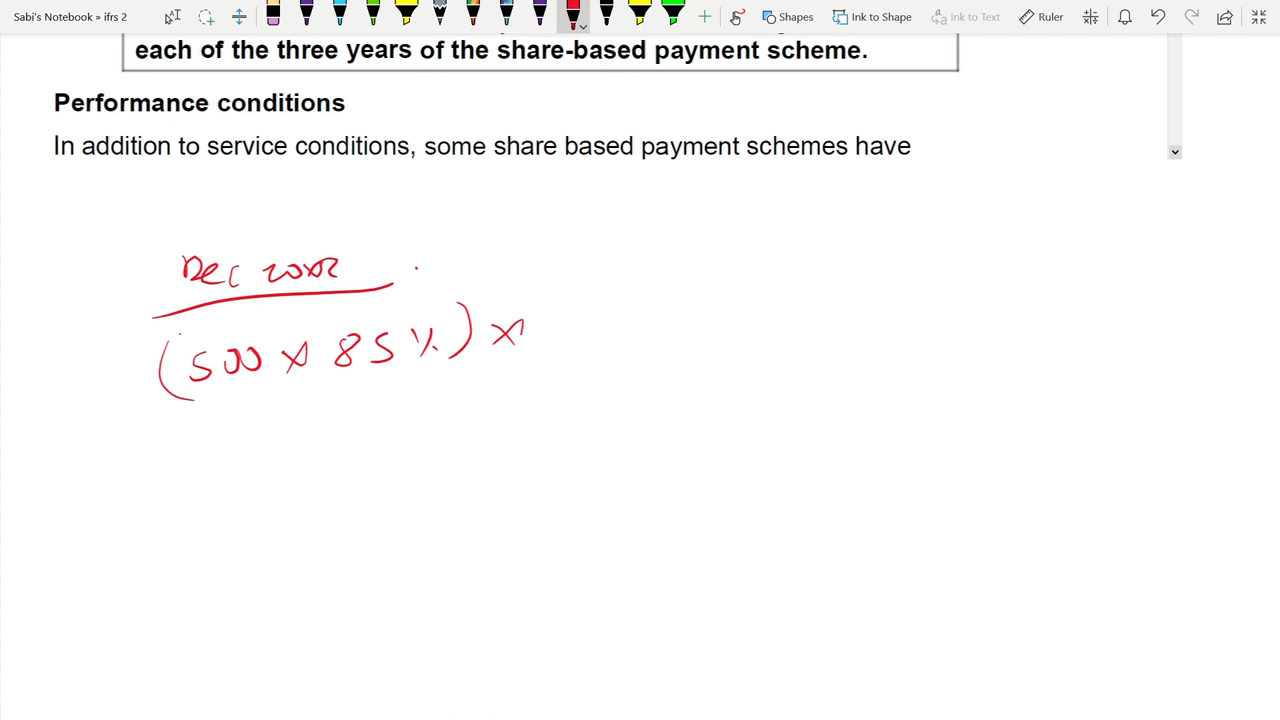 Sabi's Notebook » ifrs 2
Shapes
Ink to Shape
Ink to Text
Ruler
each of the three years of the share-based payment scheme.
Performance conditions
In addition to service conditions, some share based payment schemes have
Dec 20x2
(500 x 85%) x